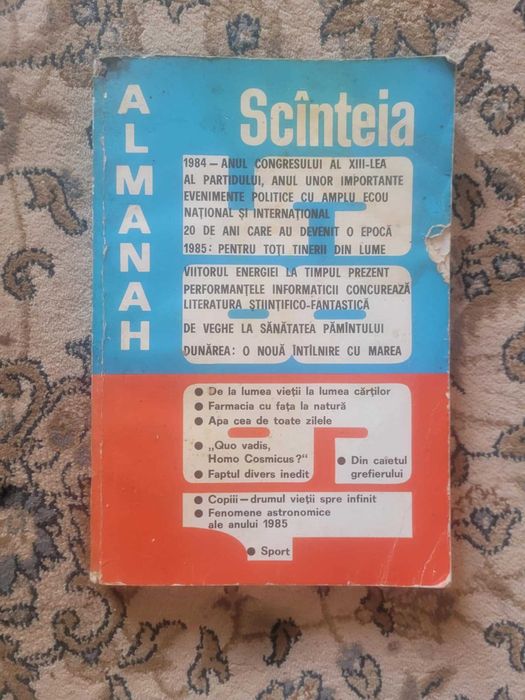 ALMANAH
Scînteia
1984 – ANUL CONGRESULUI AL XIII-LEA
AL PARTIDULUI, ANUL UNOR IMPORTANTE
EVENIMENTE POLITICE CU AMPLU ECOU
NAȚIONAL ȘI INTERNAȚIONAL
20 DE ANI CARE AU DEVENIT O EPOCĂ
1985: PENTRU TOȚI TINERII DIN LUME
VIITORUL ENERGIEI LA TIMPUL PREZENT
PERFORMANȚELE INFORMATICII CONCUREAZĂ
LITERATURA ȘTIINȚIFICO-FANTASTICĂ
DE VEGHE LA SĂNĂTATEA PĂMÎNTULUI
DUNĂREA: O NOUĂ ÎNTÎLNIRE CU MAREA
● De la lumea vieții la lumea cărților
● Farmacia cu fața la natură
● Apa cea de toate zilele
● „Quo vadis,
Homo Cosmicus?"
● Faptul divers inedit
● Din caietul
grefierului
● Copiii – drumul vieții spre infinit
● Fenomene astronomice
ale anului 1985
● Sport